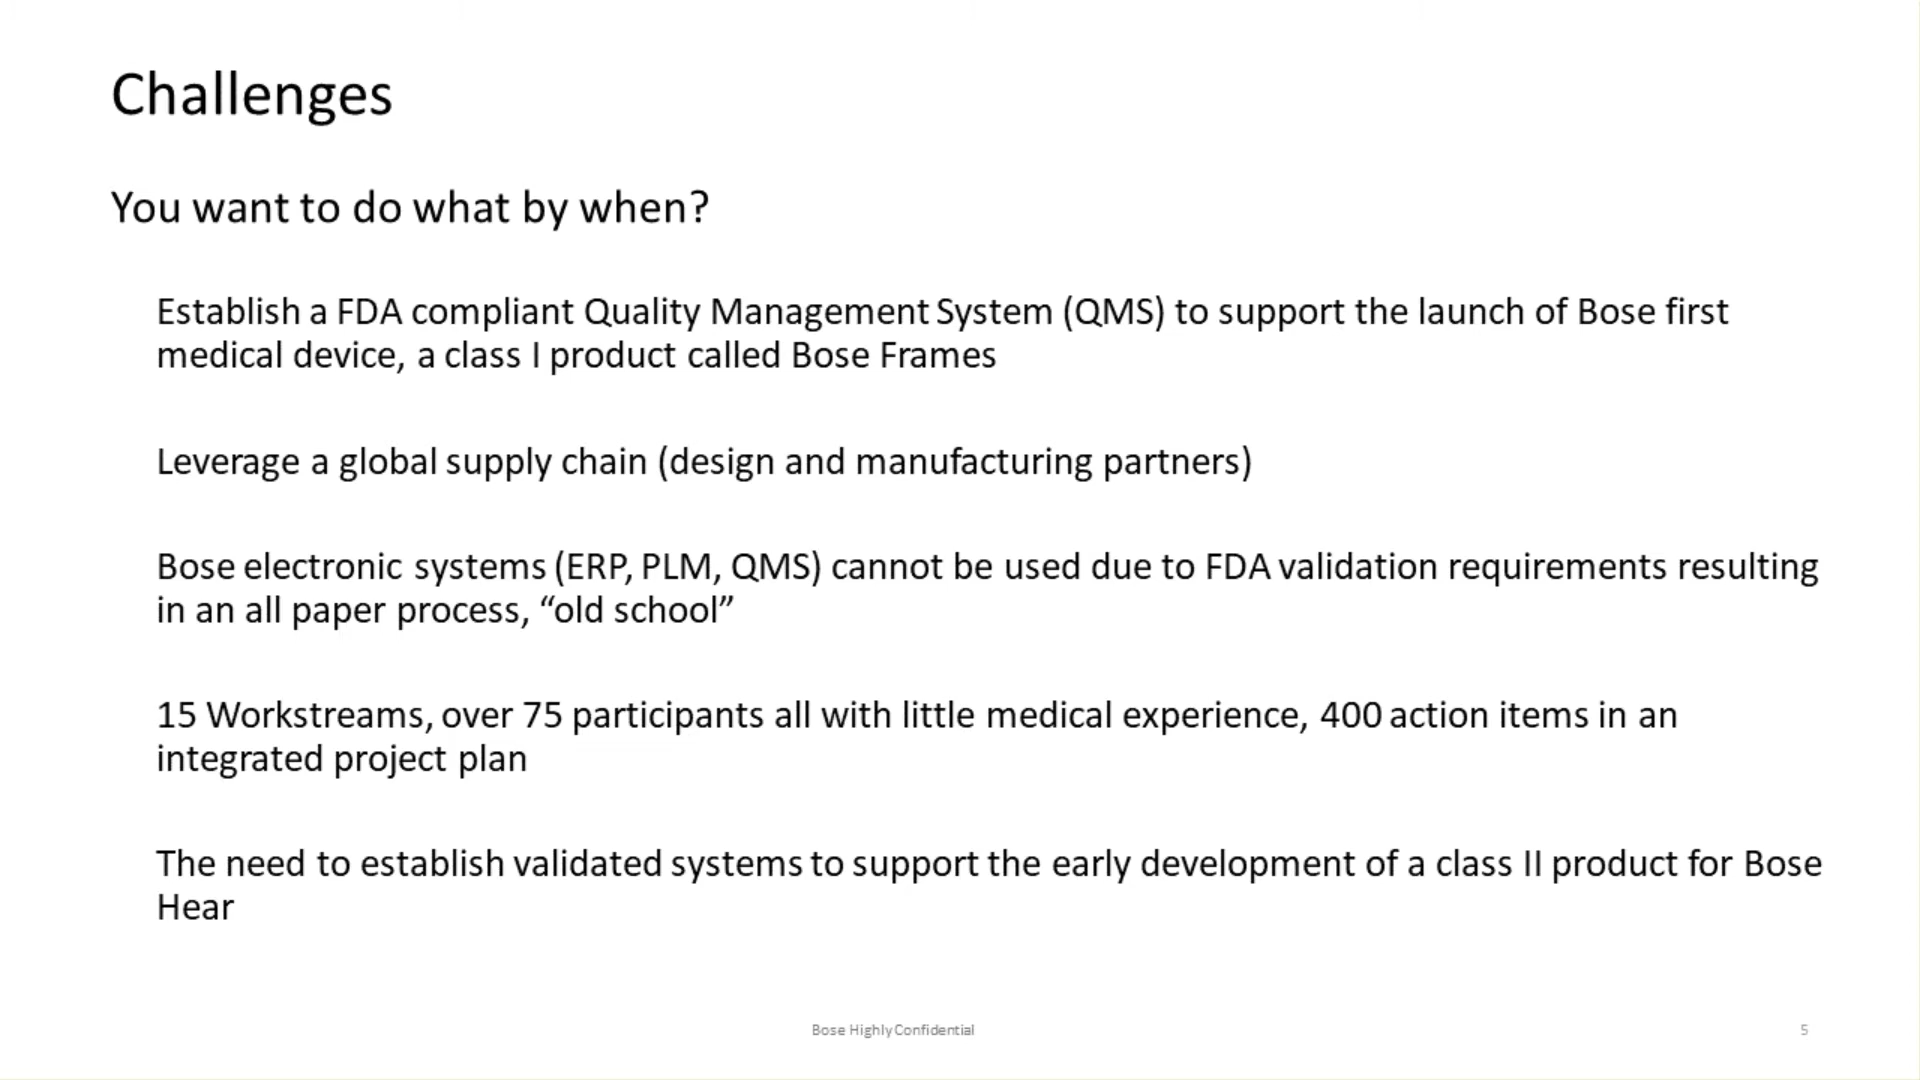 Challenges
You want to do what by when?
Establish a FDA compliant Quality Management System (QMS) to support the launch of Bose first
medical device, a class I product called Bose Frames
Leverage a global supply chain (design and manufacturing partners)
Bose electronic systems (ERP, PLM, QMS) cannot be used due to FDA validation requirements resulting
in an all paper process, “old school”
15 Workstreams, over 75 participants all with little medical experience, 400 action items in an
integrated project plan
The need to establish validated systems to support the early development of a class II product for Bose
Hear
Bose Highly Confidential
5